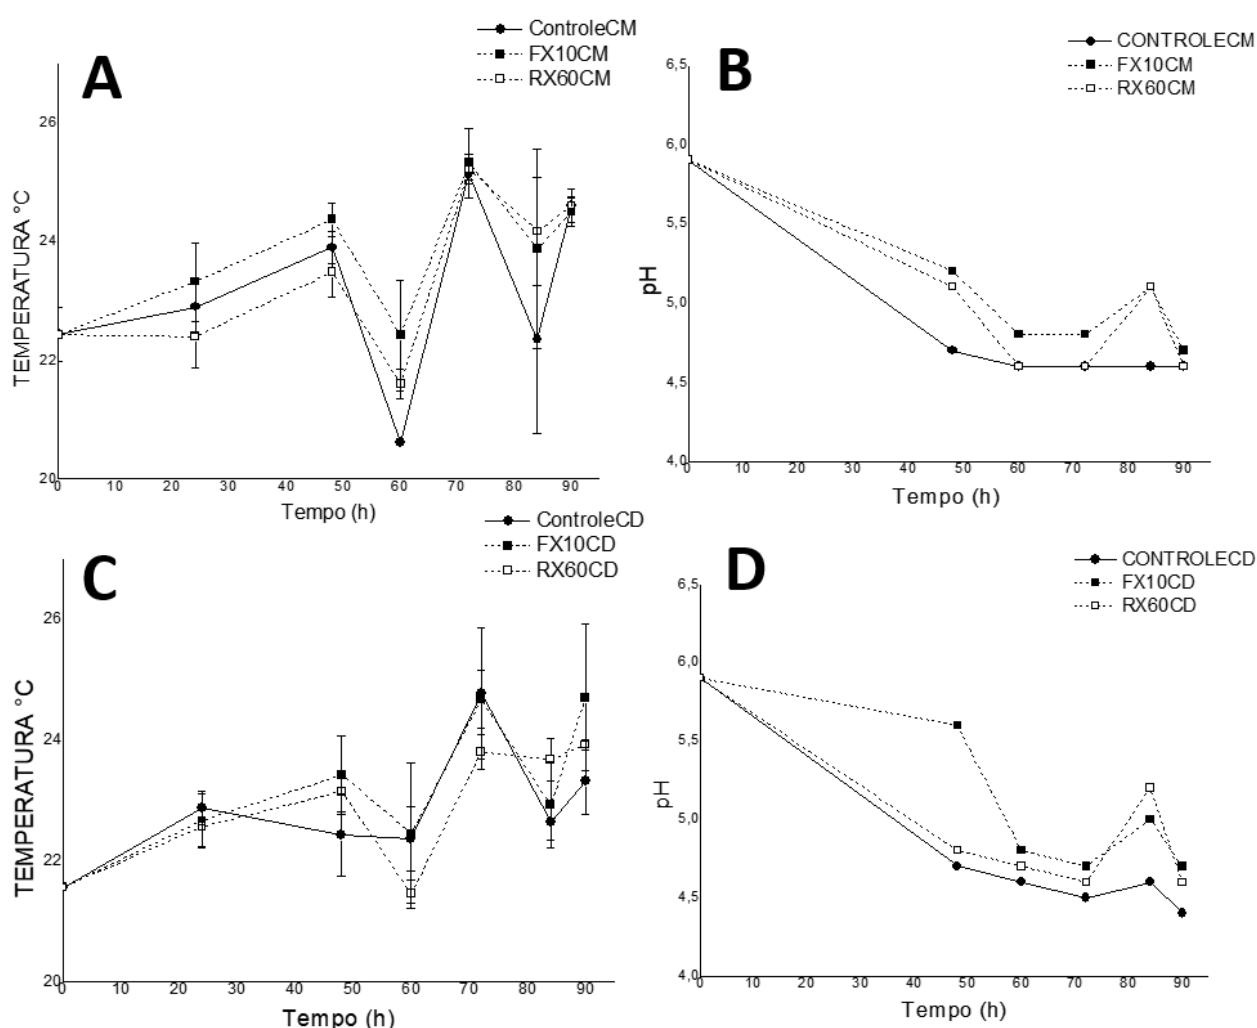 A
ControleCM
FX10CM
RX60CM
TEMPERATURA °C
26
24
22
20
0 10 20 30 40 50 60 70 80 90
Tempo (h)
B
CONTROLECM
FX10CM
RX60CM
pH
6,5
6,0
5,5
5,0
4,5
4,0
0 10 20 30 40 50 60 70 80 90
Tempo (h)
C
ControleCD
FX10CD
RX60CD
TEMPERATURA °C
26
24
22
20
0 10 20 30 40 50 60 70 80 90
Tempo (h)
D
CONTROLECD
FX10CD
RX60CD
pH
6,5
6,0
5,5
5,0
4,5
4,0
0 10 20 30 40 50 60 70 80 90
Tempo (h)